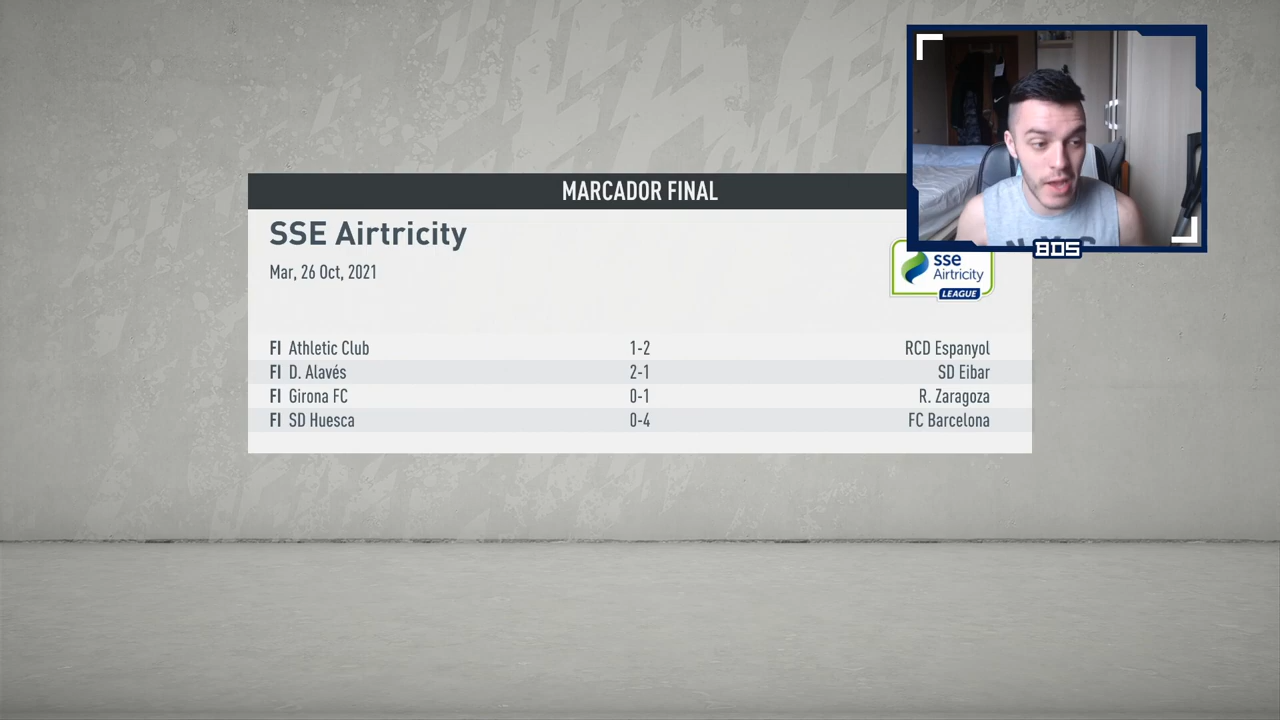 MARCADOR FINAL
SSE Airtricity
Mar, 26 Oct, 2021
sse
Airtricity
LEAGUE
BDS
FI Athletic Club 1-2 RCD Espanyol
FI D. Alavés 2-1 SD Eibar
FI Girona FC 0-1 R. Zaragoza
FI SD Huesca 0-4 FC Barcelona